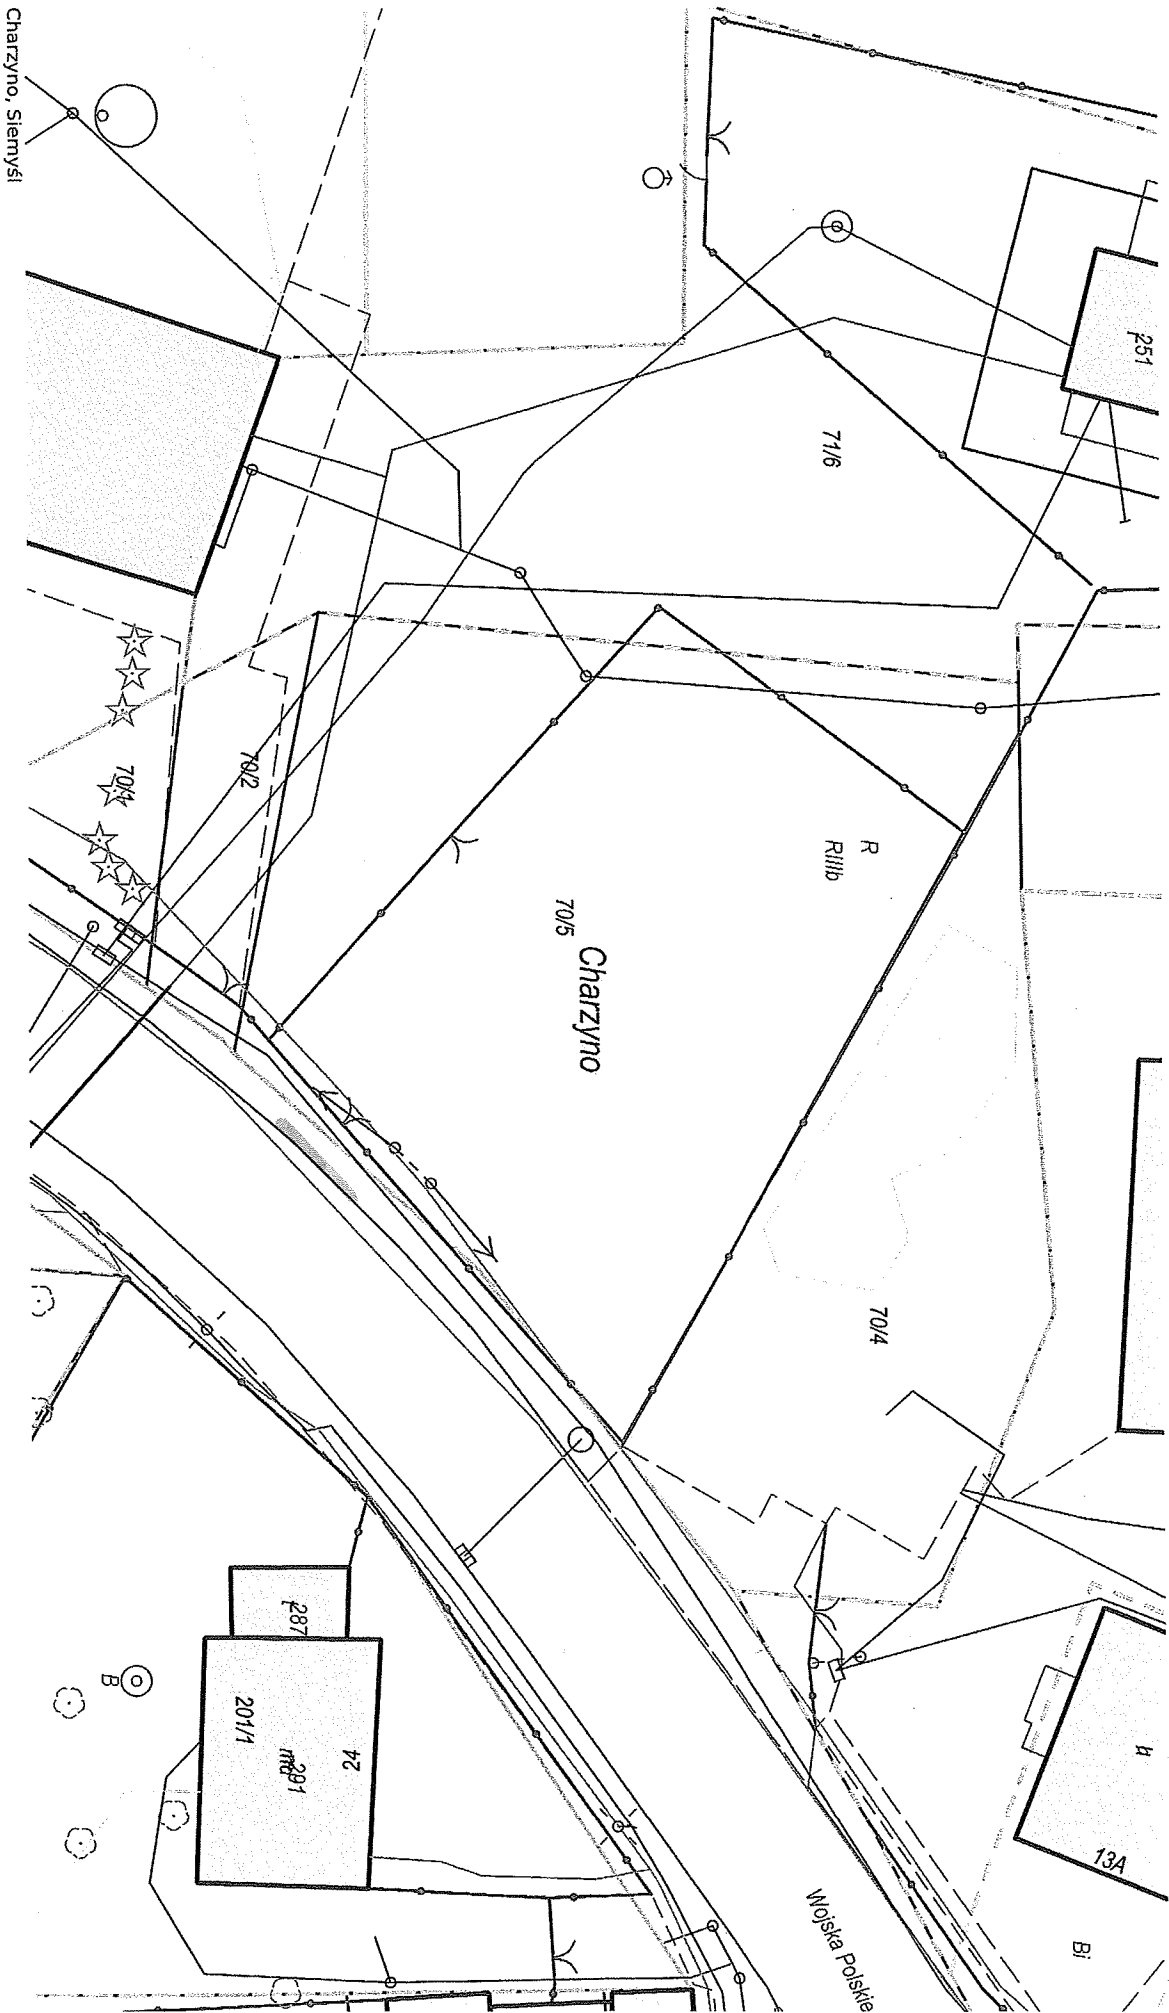 Charzyno, Siemyśl
251
71/6
70/2
70/1
R
RIIIb
70/5
Charzyno
70/4
287
B
201/1
291
24
13A
Wojska Polskie
Bi